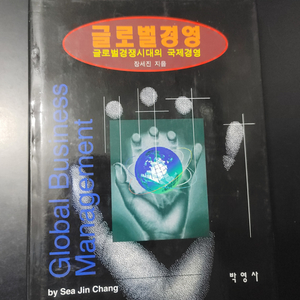 글로벌경영
글로벌경쟁시대의 국제경영
장세진 지음
Global Business
Management
by Sea Jin Chang
박영사